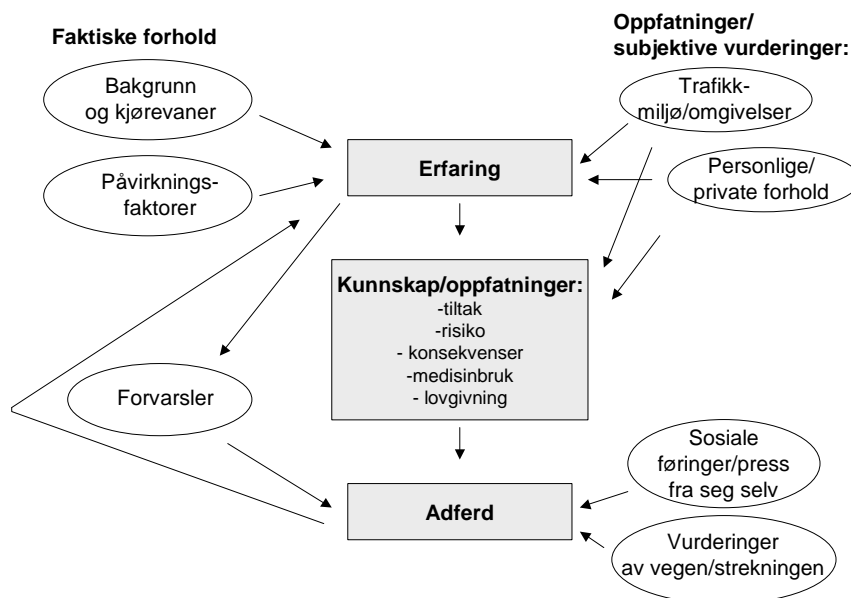 Faktiske forhold
Oppfatninger/
subjektive vurderinger:
Bakgrunn
og kjørevaner
Trafikk-
miljø/omgivelser
Påvirknings-
faktorer
Erfaring
Personlige/
private forhold
Kunnskap/oppfatninger:
-tiltak
-risiko
- konsekvenser
-medisinbruk
- lovgivning
Forvarsler
Sosiale
føringer/press
fra seg selv
Adferd
Vurderinger
av vegen/strekningen